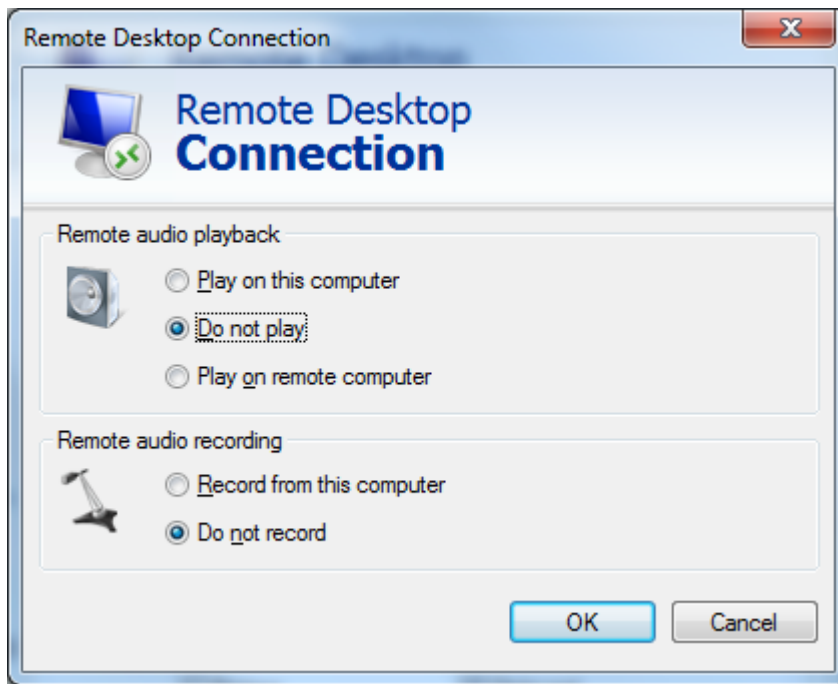 Remote Desktop Connection
Remote Desktop
Connection
Remote audio playback
Play on this computer
Do not play
Play on remote computer
Remote audio recording
Record from this computer
Do not record
OK
Cancel